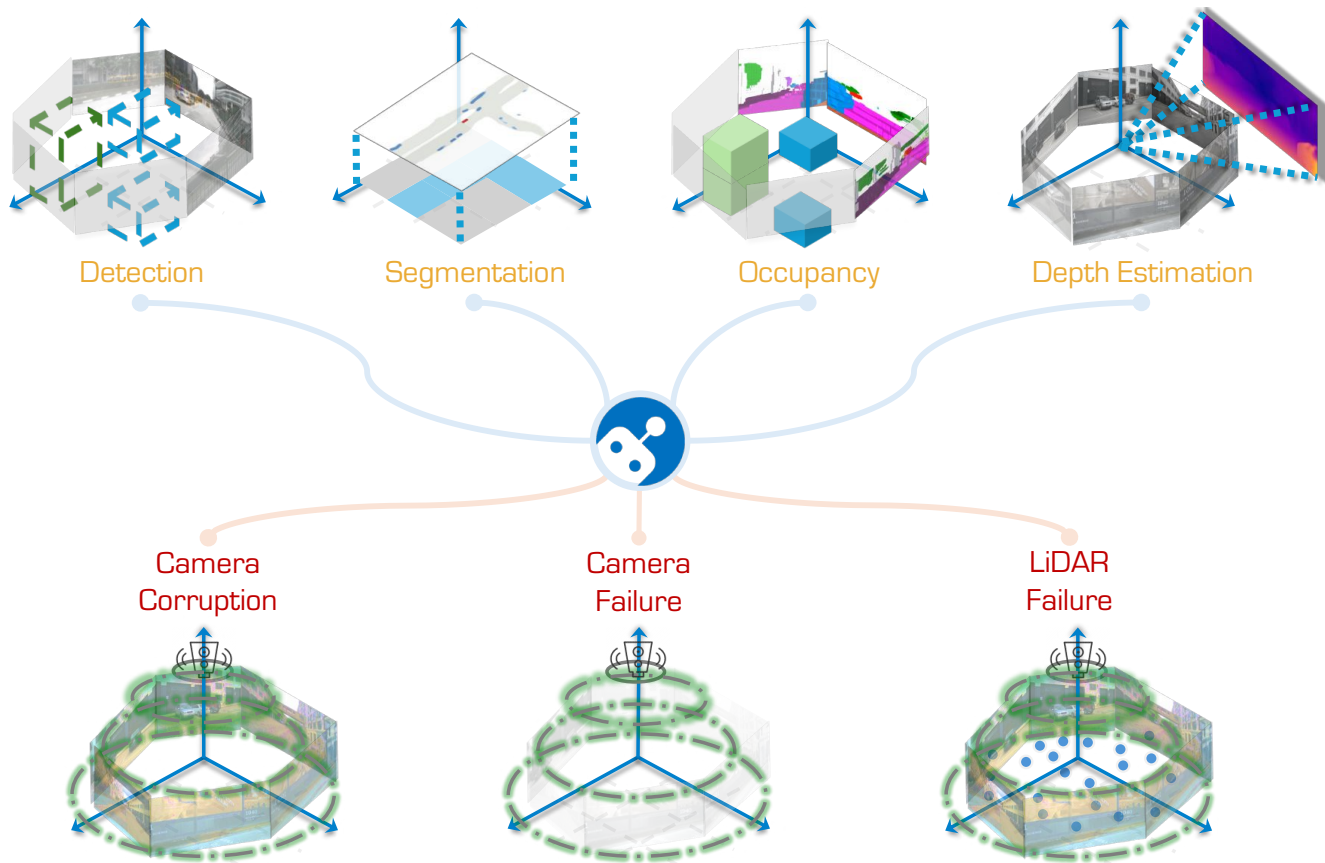 Detection
Segmentation
Occupancy
Depth Estimation
Camera
Corruption
Camera
Failure
LiDAR
Failure